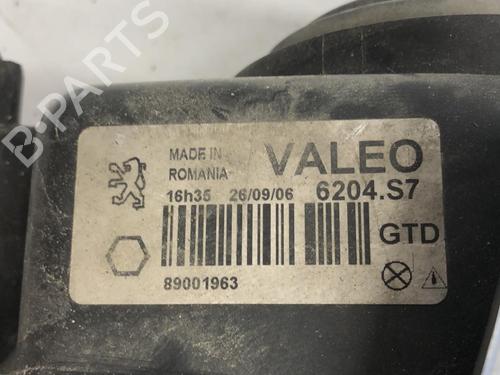 B-PARTS
MADE IN
ROMANIA
VALEO
16h35 26/09/06 6204.S7
GTD
89001963